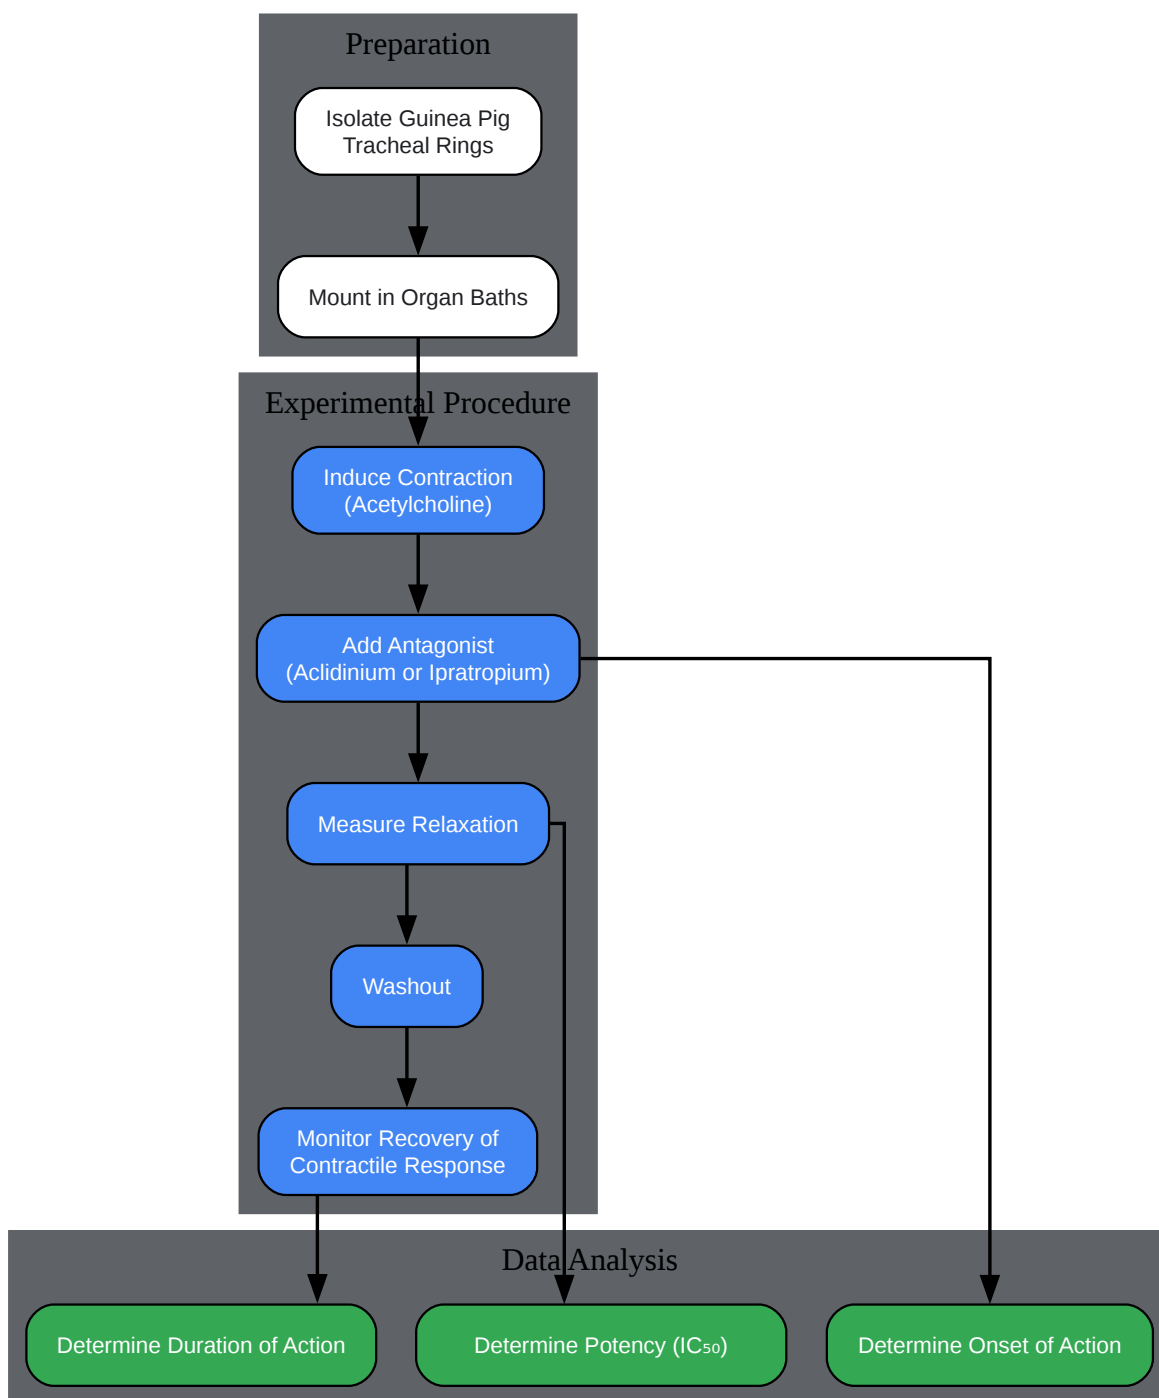 Preparation
Isolate Guinea Pig
Tracheal Rings
Mount in Organ Baths
Experimental Procedure
Induce Contraction
(Acetylcholine)
Add Antagonist
(Aclidinium or Ipratropium)
Measure Relaxation
Washout
Monitor Recovery of
Contractile Response
Data Analysis
Determine Duration of Action
Determine Potency (IC₅₀)
Determine Onset of Action